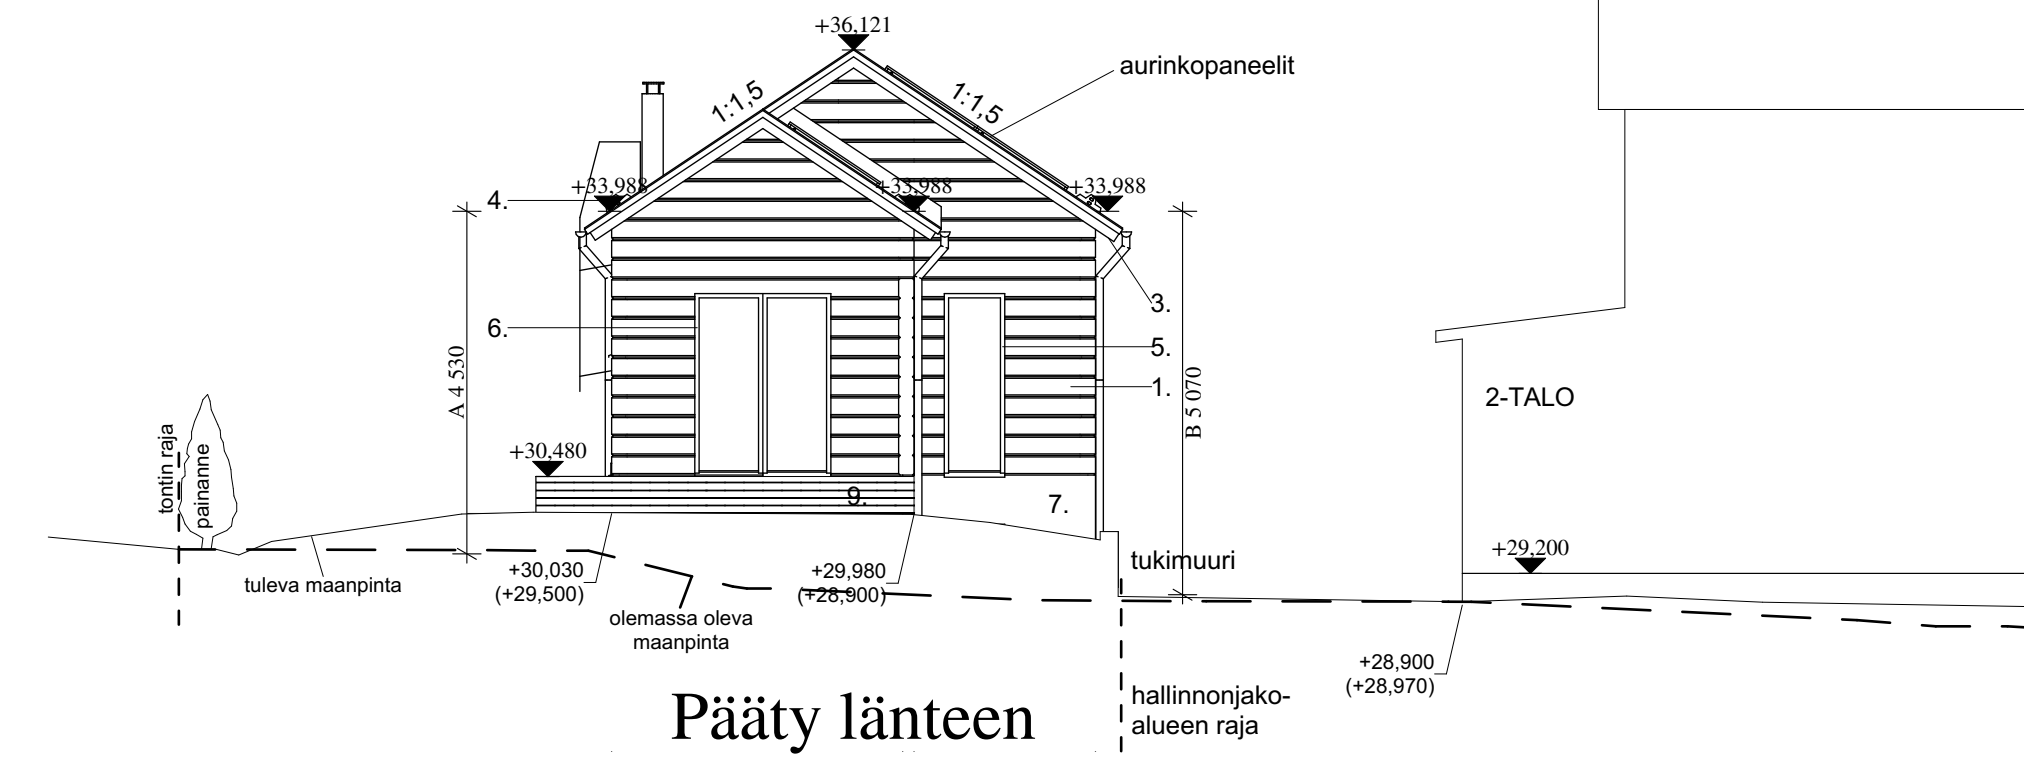 +36,121
aurinkopaneelit
1:1,5
1:1,5
+33,988
+33,988
+33,988
4.
3.
6.
5.
1.
A 4 530
B 5 070
2-TALO
tontin raja
painanne
+30,480
9.
7.
+29,200
tukimuuri
tuleva maanpinta
+30,030
(+29,500)
+29,980
(+28,900)
olemassa oleva
maanpinta
+28,900
(+28,970)
hallinnonjako-
alueen raja
Pääty länteen